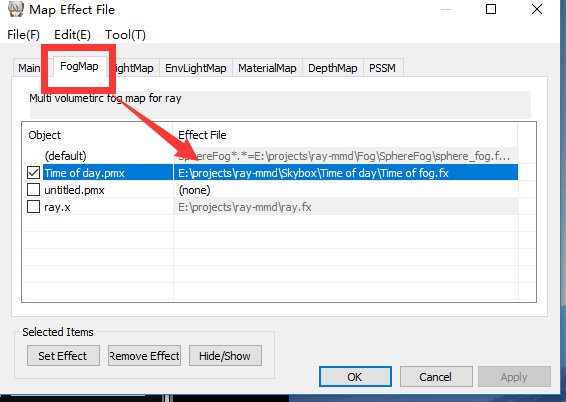 Map Effect File
File(F) Edit(E) Tool(T)
Main FogMap ightMap EnvLightMap MaterialMap DepthMap PSSM
Multi volumetirc fog map for ray
Object Effect File
(default) SphereFog*.*=E:\projects\ray-mmd\Fog\SphereFog\sphere_fog.f...
Time of day.pmx E:\projects\ray-mmd\Skybox\Time of day\Time of fog.fx
untitled.pmx (none)
ray.x E:\projects\ray-mmd\ray.fx
Selected Items
Set Effect Remove Effect Hide/Show
OK Cancel Apply